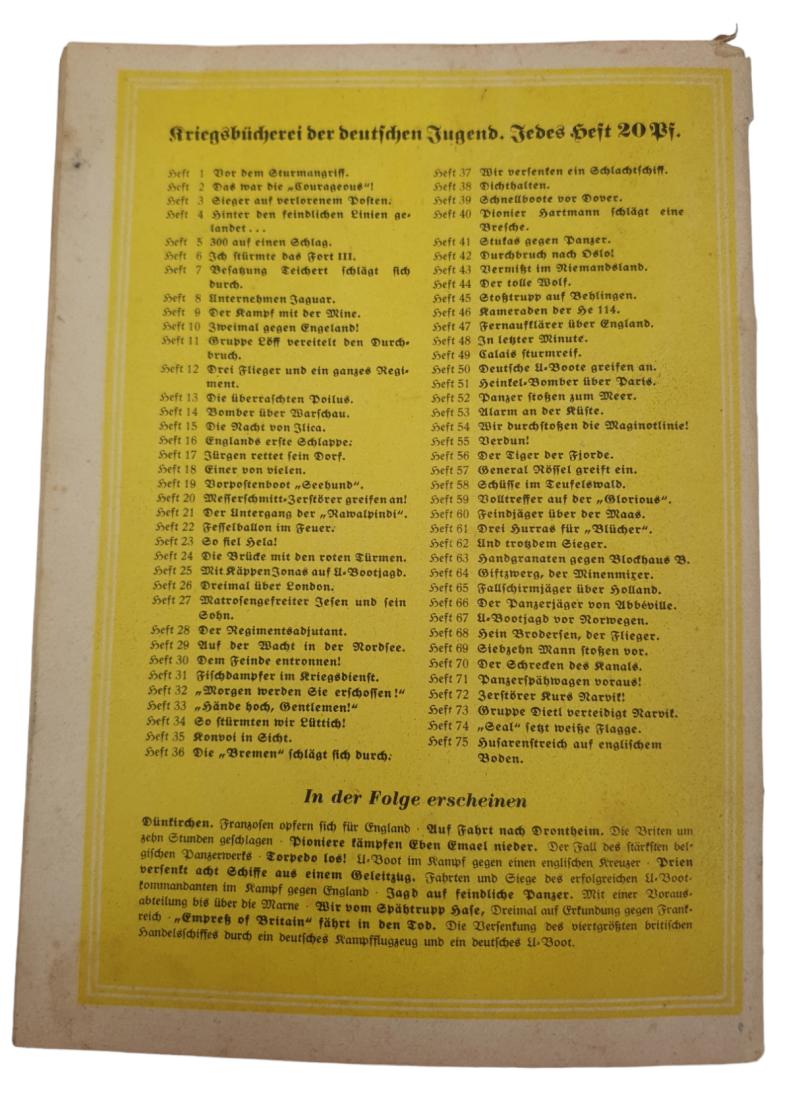 Kriegsbücherei der deutschen Jugend. Jedes Heft 20 Pf.
Heft 1 Vor dem Sturmangriff.
Heft 2 Das war die „Courageous“!
Heft 3 Sieger auf verlorenem Posten.
Heft 4 Hinter den feindlichen Linien ge-
landet . . .
Heft 5 300 auf einen Schlag.
Heft 6 Ich stürmte das Fort III.
Heft 7 Besatzung Teichert schlägt sich
durch.
Heft 8 Unternehmen Jaguar.
Heft 9 Der Kampf mit der Mine.
Heft 10 Zweimal gegen Engeland!
Heft 11 Gruppe Löff vereitelt den Durch-
bruch.
Heft 12 Drei Flieger und ein ganzes Regi-
ment.
Heft 13 Die überraschten Poilus.
Heft 14 Bomber über Warschau.
Heft 15 Die Nacht von Ilica.
Heft 16 Englands erste Schlappe.
Heft 17 Jürgen rettet sein Dorf.
Heft 18 Einer von vielen.
Heft 19 Vorpostenboot „Seehund“.
Heft 20 Messerschmitt-Zerstörer greifen an!
Heft 21 Der Untergang der „Rawalpindi“.
Heft 22 Fesselballon im Feuer.
Heft 23 So fiel Hela!
Heft 24 Die Brücke mit den roten Türmen.
Heft 25 Mit Käppen Jonas auf U-Bootjagd.
Heft 26 Dreimal über London.
Heft 27 Matrosengefreiter Jesen und sein
Sohn.
Heft 28 Der Regimentsadjutant.
Heft 29 Auf der Wacht in der Nordsee.
Heft 30 Dem Feinde entronnen!
Heft 31 Fischdampfer im Kriegsdienst.
Heft 32 „Morgen werden Sie erschossen!“
Heft 33 „Hände hoch, Gentlemen!“
Heft 34 So stürmten wir Lüttich!
Heft 35 Konvoi in Sicht.
Heft 36 Die „Bremen“ schlägt sich durch.
Heft 37 Wir versenken ein Schlachtschiff.
Heft 38 Dichthalten.
Heft 39 Schnellboote vor Dover.
Heft 40 Pionier Hartmann schlägt eine
Bresche.
Heft 41 Stukas gegen Panzer.
Heft 42 Durchbruch nach Oslo!
Heft 43 Vermißt im Niemandsland.
Heft 44 Der tolle Wolf.
Heft 45 Stoßtrupp auf Behlingen.
Heft 46 Kameraden der He 114.
Heft 47 Fernaufklärer über England.
Heft 48 In letzter Minute.
Heft 49 Calais sturmreif.
Heft 50 Deutsche U-Boote greifen an.
Heft 51 Heinkel-Bomber über Paris.
Heft 52 Panzer stoßen zum Meer.
Heft 53 Alarm an der Küste.
Heft 54 Wir durchstoßen die Maginotlinie!
Heft 55 Verdun!
Heft 56 Der Tiger der Fjorde.
Heft 57 General Rössel greift ein.
Heft 58 Schüsse im Teufelswald.
Heft 59 Volltreffer auf der „Glorious“.
Heft 60 Feindjäger über der Maas.
Heft 61 Drei Hurras für „Blücher“.
Heft 62 Und trotzdem Sieger.
Heft 63 Handgranaten gegen Blockhaus B.
Heft 64 Giftzwerg, der Minenmixer.
Heft 65 Fallschirmjäger über Holland.
Heft 66 Der Panzerjäger von Abbéville.
Heft 67 U-Bootjagd vor Norwegen.
Heft 68 Hein Brodersen, der Flieger.
Heft 69 Siebzehn Mann stoßen vor.
Heft 70 Der Schrecken des Kanals.
Heft 71 Panzerspähwagen voraus!
Heft 72 Zerstörer Kurs Narvik!
Heft 73 Gruppe Dietl verteidigt Narvik.
Heft 74 „Seal“ setzt weiße Flagge.
Heft 75 Husarenstreich auf englischem
Boden.
In der Folge erscheinen
Dünkirchen. Franzosen opfern sich für England · Auf Fahrt nach Drontheim. Die Briten um
zehn Stunden geschlagen · Pioniere kämpfen Eben Emael nieder. Der Fall des stärksten bel-
gischen Panzerwerks · Torpedo los! U-Boot im Kampf gegen einen englischen Kreuzer · Prien
versenkt acht Schiffe aus einem Geleitzug. Fahrten und Siege des erfolgreichen U-Boot-
kommandanten im Kampf gegen England · Jagd auf feindliche Panzer. Mit einer Voraus-
abteilung bis über die Marne · Wir vom Spähtrupp Hase, Dreimal auf Erkundung gegen Frank-
reich · „Empreß of Britain“ fährt in den Tod. Die Versenkung des viertgrößten britischen
Handelsschiffes durch ein deutsches Kampfflugzeug und ein deutsches U-Boot.